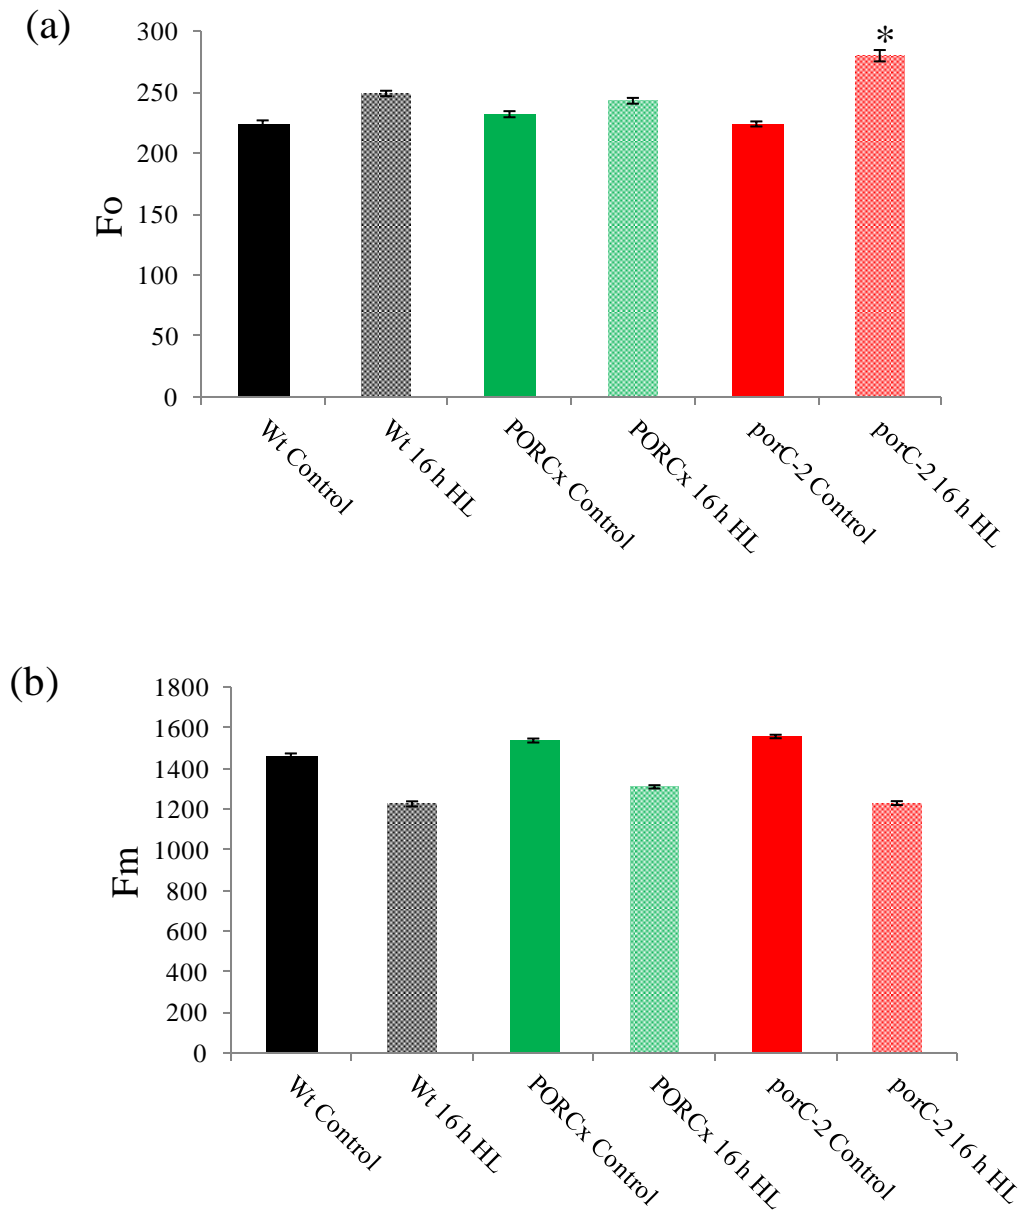 (a)
*
300
250
200
150
100
50
0
Fo
Wt Control
Wt 16 h HL
PORCx Control
PORCx 16 h HL
porC-2 Control
porC-2 16 h HL
(b)
1800
1600
1400
1200
1000
800
600
400
200
0
Fm
Wt Control
Wt 16 h HL
PORCx Control
PORCx 16 h HL
porC-2 Control
porC-2 16 h HL